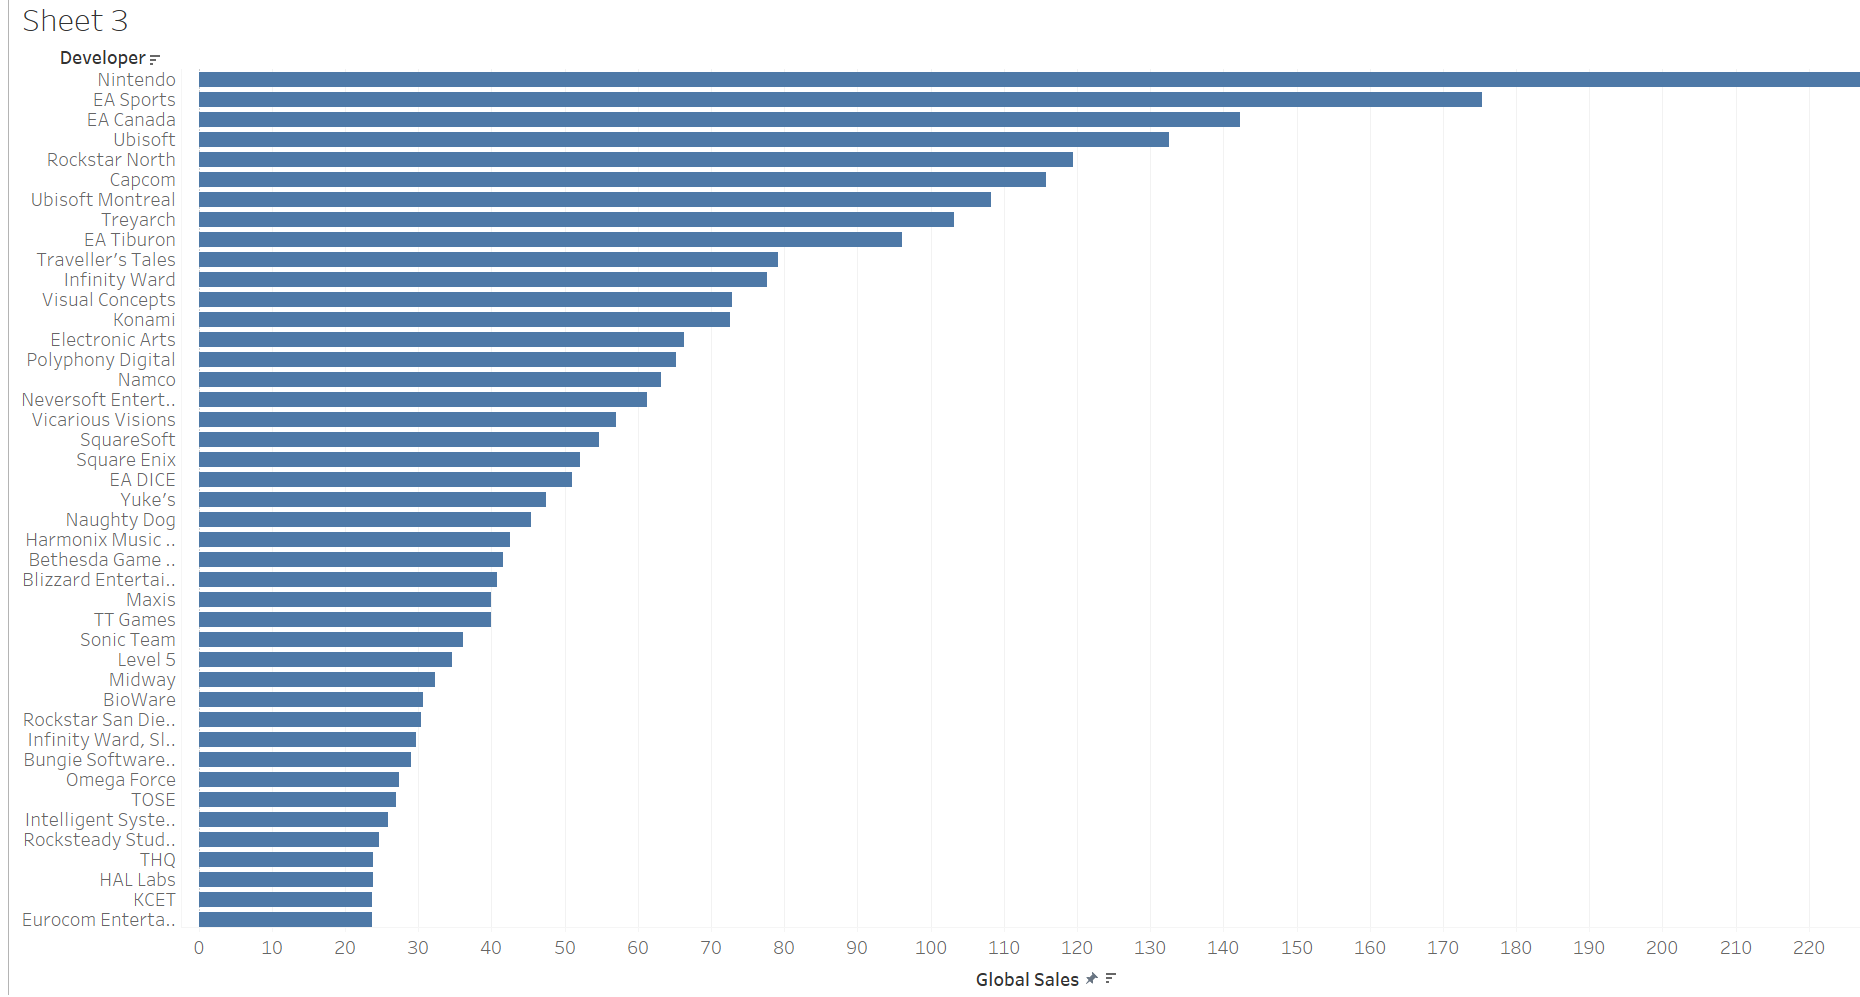 Sheet 3
Developer
Nintendo
EA Sports
EA Canada
Ubisoft
Rockstar North
Capcom
Ubisoft Montreal
Treyarch
EA Tiburon
Traveller's Tales
Infinity Ward
Visual Concepts
Konami
Electronic Arts
Polyphony Digital
Namco
Neversoft Entert..
Vicarious Visions
SquareSoft
Square Enix
EA DICE
Yuke's
Naughty Dog
Harmonix Music ..
Bethesda Game ..
Blizzard Entertai..
Maxis
TT Games
Sonic Team
Level 5
Midway
BioWare
Rockstar San Die..
Infinity Ward, Sl..
Bungie Software..
Omega Force
TOSE
Intelligent Syste..
Rocksteady Stud..
THQ
HAL Labs
KCET
Eurocom Enterta..
0 10 20 30 40 50 60 70 80 90 100 110 120 130 140 150 160 170 180 190 200 210 220
Global Sales